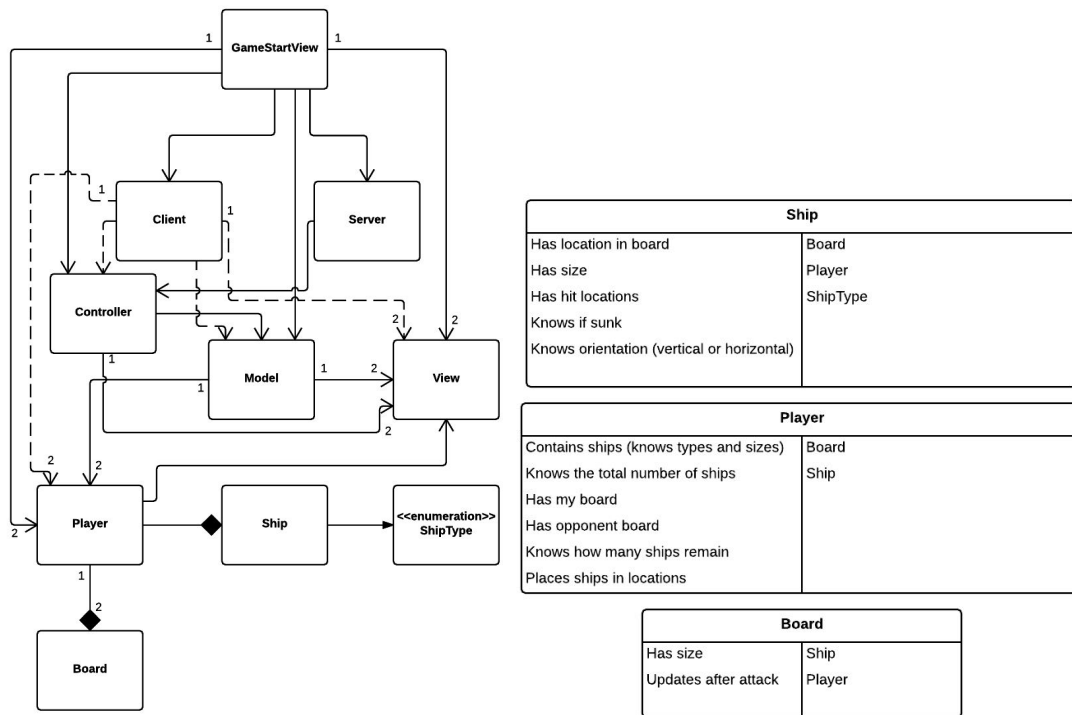 1
GameStartView
1
Client
1
1
Server
Controller
1
2
2
Model
1
1
2
View
2
2
2
2
Player
Ship
<<enumeration>>
ShipType
1
2
Board
Ship
Has location in board
Board
Has size
Player
Has hit locations
ShipType
Knows if sunk
Knows orientation (vertical or horizontal)
Player
Contains ships (knows types and sizes)
Board
Knows the total number of ships
Ship
Has my board
Has opponent board
Knows how many ships remain
Places ships in locations
Board
Has size
Ship
Updates after attack
Player